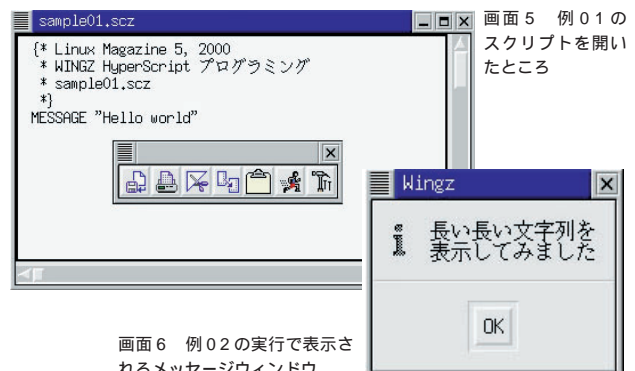 sample01.scz
{* Linux Magazine 5, 2000
* WINGZ HyperScript プログラミング
* sample01.scz
*}
MESSAGE "Hello world"
画面５　例０１の
スクリプトを開い
たところ
Wingz
長い長い文字列を
表示してみました
OK
画面６　例０２の実行で表示さ
れるメッセージウィンドウ